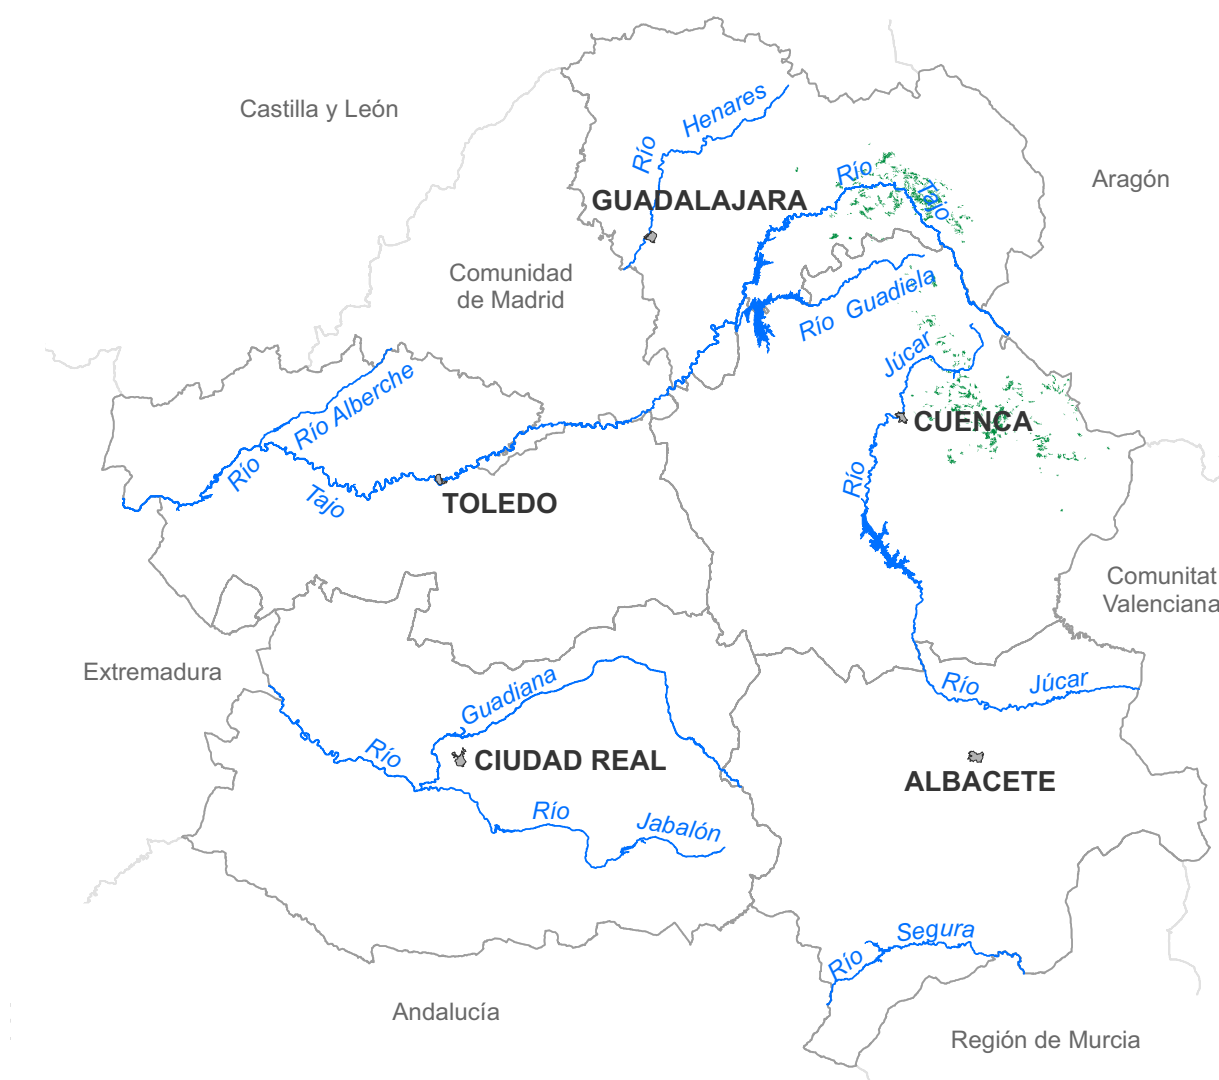 Castilla y León
Río Henares
GUADALAJARA
Río Tajo
Aragón
Comunidad
de Madrid
Río Guadiela
Júcar
Río Alberche
CUENCA
Río
Río
Tajo
TOLEDO
Comunitat
Valenciana
Extremadura
Guadiana
Río Júcar
Río
CIUDAD REAL
ALBACETE
Río Jabalón
Río Segura
Andalucía
Región de Murcia